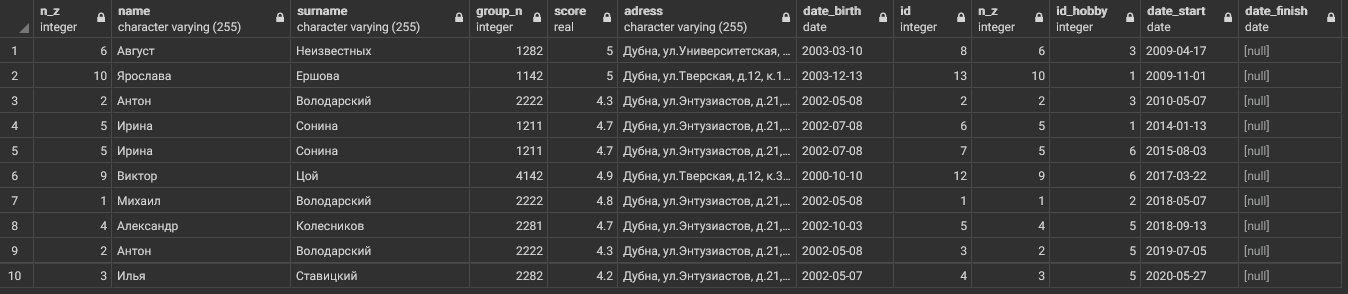 n_z name surname group_n score adress date_birth id n_z id_hobby date_start date_finish
integer character varying (255) character varying (255) integer real character varying (255) date integer integer integer date date
1 6 Август Неизвестных 1282 5 Дубна, ул.Университетская, … 2003-03-10 8 6 3 2009-04-17 [null]
2 10 Ярослава Ершова 1142 5 Дубна, ул.Тверская, д.12, к.1… 2003-12-13 13 10 1 2009-11-01 [null]
3 2 Антон Володарский 2222 4.3 Дубна, ул.Энтузиастов, д.21,… 2002-05-08 2 2 3 2010-05-07 [null]
4 5 Ирина Сонина 1211 4.7 Дубна, ул.Энтузиастов, д.21,… 2002-07-08 6 5 1 2014-01-13 [null]
5 5 Ирина Сонина 1211 4.7 Дубна, ул.Энтузиастов, д.21,… 2002-07-08 7 5 6 2015-08-03 [null]
6 9 Виктор Цой 4142 4.9 Дубна, ул.Тверская, д.12, к.3… 2000-10-10 12 9 6 2017-03-22 [null]
7 1 Михаил Володарский 2222 4.8 Дубна, ул.Энтузиастов, д.21,… 2002-05-08 1 1 2 2018-05-07 [null]
8 4 Александр Колесников 2281 4.7 Дубна, ул.Энтузиастов, д.21,… 2002-10-03 5 4 5 2018-09-13 [null]
9 2 Антон Володарский 2222 4.3 Дубна, ул.Энтузиастов, д.21,… 2002-05-08 3 2 5 2019-07-05 [null]
10 3 Илья Ставицкий 2282 4.2 Дубна, ул.Энтузиастов, д.21,… 2002-05-07 4 3 5 2020-05-27 [null]